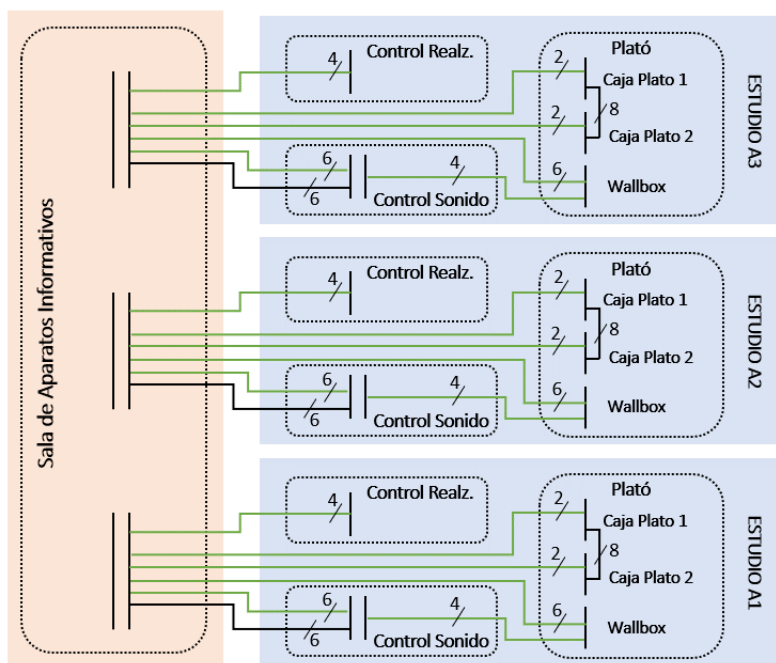 Sala de Aparatos Informativos
4
Control Realz.
2
Plató
Caja Plato 1
8
2
Caja Plato 2
6
6
Control Sonido
4
6
Wallbox
ESTUDIO A3
4
Control Realz.
2
Plató
Caja Plato 1
8
2
Caja Plato 2
6
6
Control Sonido
4
6
Wallbox
ESTUDIO A2
4
Control Realz.
2
Plató
Caja Plato 1
8
2
Caja Plato 2
6
6
Control Sonido
4
6
Wallbox
ESTUDIO A1